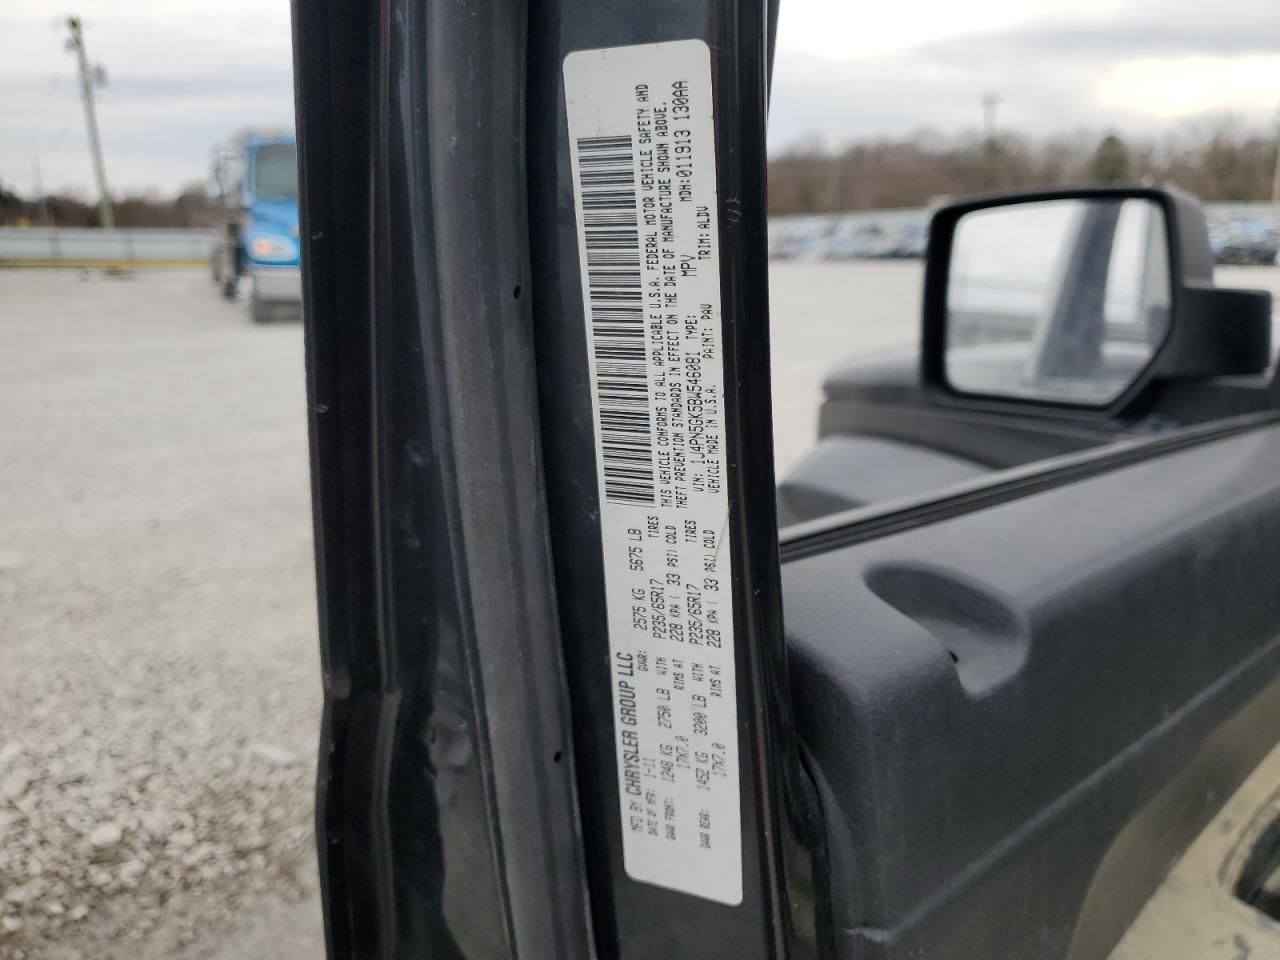 MFD BY CHRYSLER GROUP LLC
DATE OF MFR: 1-11 GVWR: 2575 KG 5675 LB
GAWR FRONT: 1248 KG 2750 LB WITH P235/65R17 TIRES
17X7.0 RIMS AT 228 KPA ( 33 PSI) COLD
GAWR REAR: 1452 KG 3200 LB WITH P235/65R17 TIRES
17X7.0 RIMS AT 228 KPA ( 33 PSI) COLD
THIS VEHICLE CONFORMS TO ALL APPLICABLE U.S.A. FEDERAL MOTOR VEHICLE SAFETY AND
THEFT PREVENTION STANDARDS IN EFFECT ON THE DATE OF MANUFACTURE SHOWN ABOVE.
VIN: 1J4PN5GK5BW546081 TYPE: MPV MDH:011913 130AA
VEHICLE MADE IN U.S.A. PAINT: PAV TRIM: ALDV